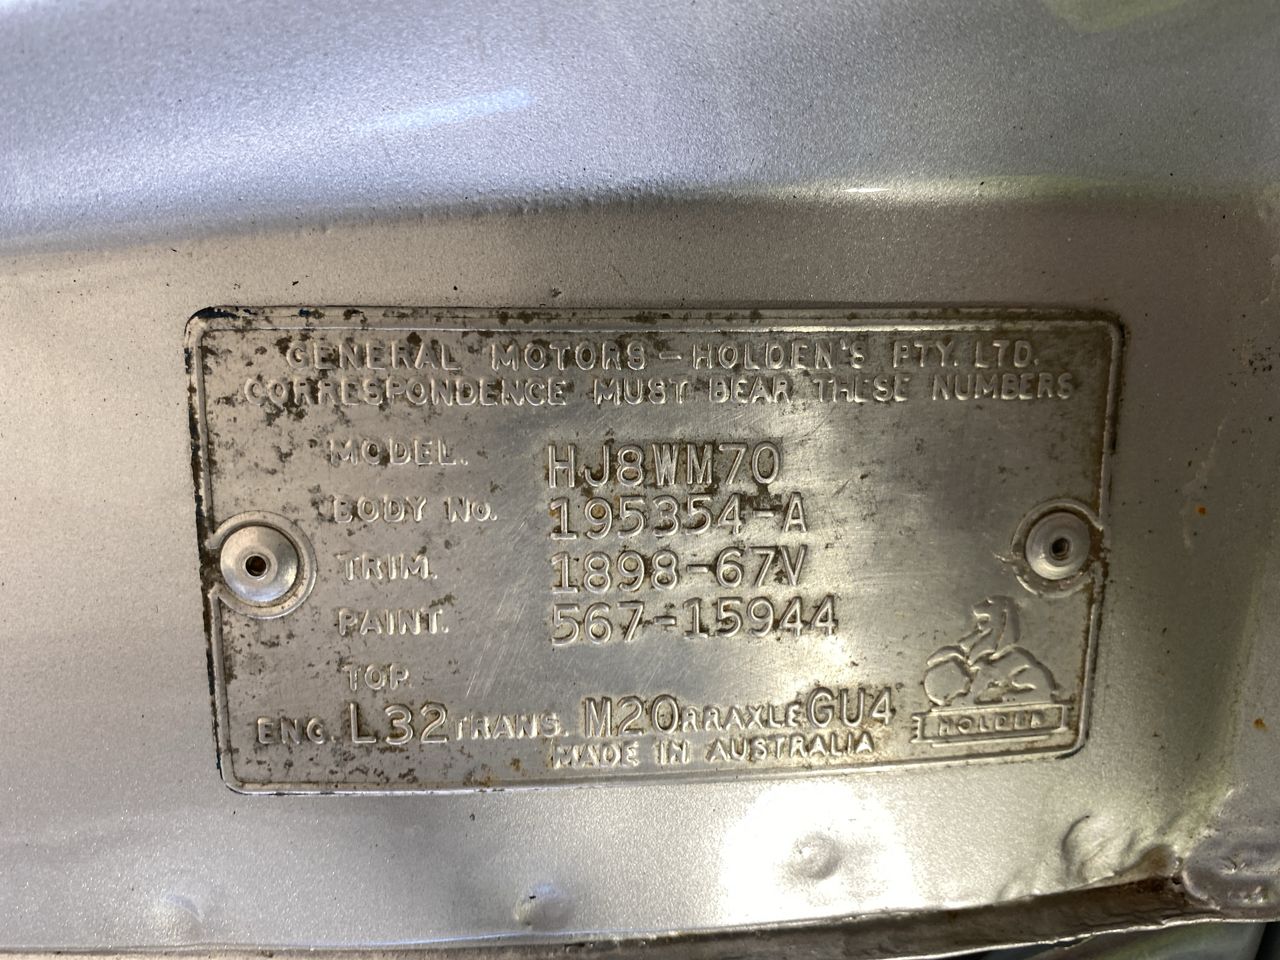 GENERAL MOTORS - HOLDEN'S PTY. LTD.
CORRESPONDENCE MUST BEAR THESE NUMBERS
MODEL. HJ8WM70
BODY No. 195354-A
TRIM. 1898-67V
PAINT. 567-15944
TOP.
ENG. L32 TRANS. M20 RRAXLE GU4
MADE IN AUSTRALIA
HOLDEN